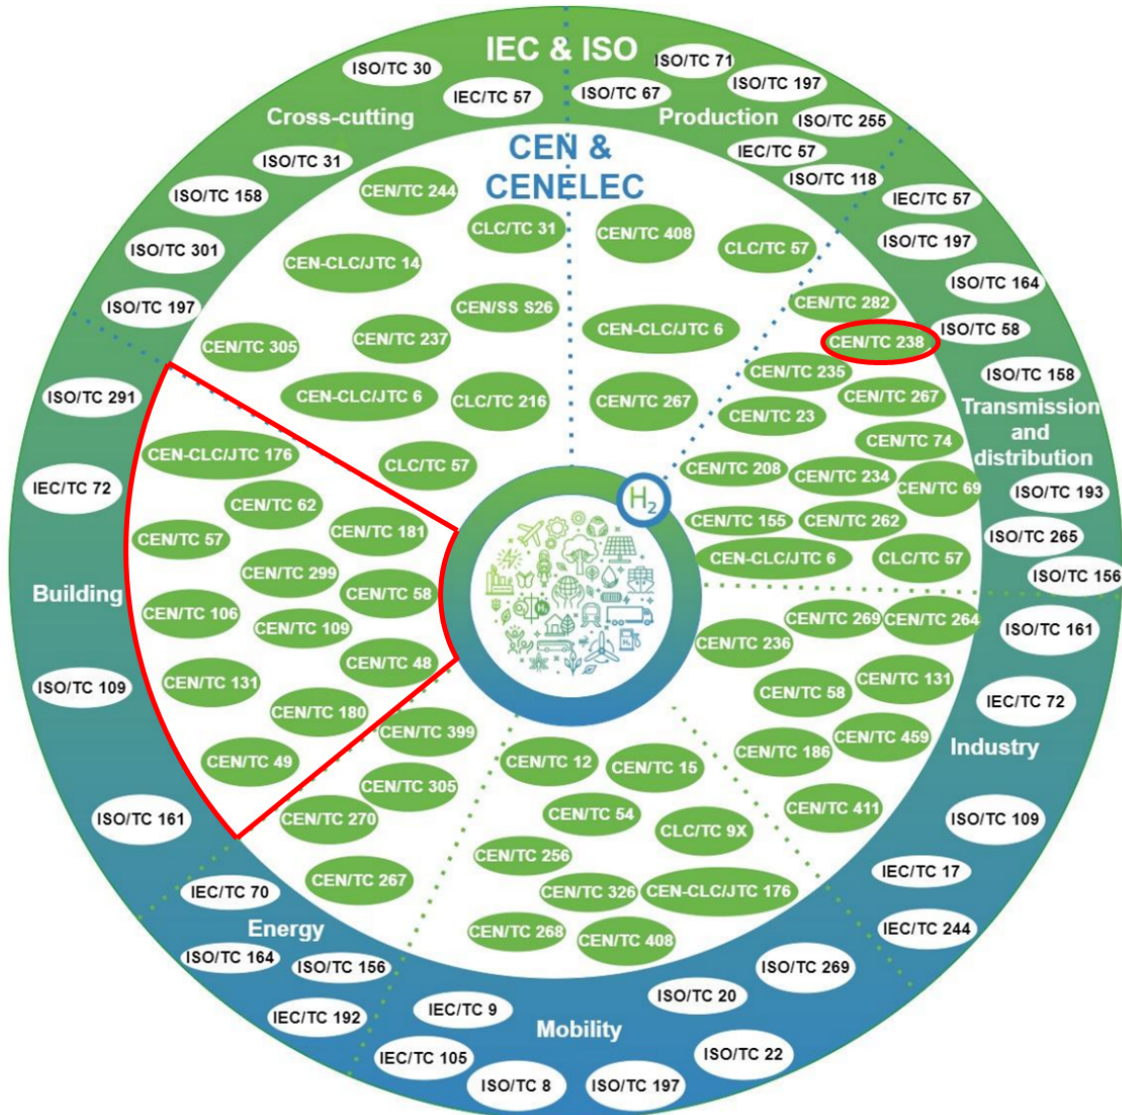 IEC & ISO
ISO/TC 30
IEC/TC 57
Cross-cutting
ISO/TC 31
ISO/TC 158
ISO/TC 301
ISO/TC 197
ISO/TC 71
ISO/TC 67
ISO/TC 197
Production
ISO/TC 255
IEC/TC 57
ISO/TC 118
IEC/TC 57
ISO/TC 197
ISO/TC 164
ISO/TC 58
ISO/TC 158
Transmission
and
distribution
ISO/TC 193
ISO/TC 265
ISO/TC 156
ISO/TC 161
IEC/TC 72
Industry
ISO/TC 109
IEC/TC 17
IEC/TC 244
ISO/TC 269
ISO/TC 20
IEC/TC 9
Mobility
ISO/TC 22
IEC/TC 105
ISO/TC 8
ISO/TC 197
IEC/TC 70
Energy
ISO/TC 164
ISO/TC 156
IEC/TC 192
ISO/TC 291
IEC/TC 72
Building
ISO/TC 109
ISO/TC 161
CEN &
CENELEC
CEN/TC 244
CLC/TC 31
CEN-CLC/JTC 14
CEN/SS S26
CEN/TC 237
CEN/TC 305
CEN-CLC/JTC 6
CLC/TC 216
CLC/TC 57
CEN/TC 408
CLC/TC 57
CEN-CLC/JTC 6
CEN/TC 267
CEN/TC 282
CEN/TC 238
CEN/TC 235
CEN/TC 267
CEN/TC 23
CEN/TC 74
CEN/TC 208
CEN/TC 234
CEN/TC 69
CEN/TC 155
CEN/TC 262
CEN-CLC/JTC 6
CLC/TC 57
CEN/TC 269
CEN/TC 264
CEN/TC 236
CEN/TC 58
CEN/TC 131
CEN/TC 186
CEN/TC 459
CEN/TC 411
CEN/TC 12
CEN/TC 15
CEN/TC 54
CLC/TC 9X
CEN/TC 256
CEN/TC 326
CEN-CLC/JTC 176
CEN/TC 268
CEN/TC 408
CEN/TC 399
CEN/TC 305
CEN/TC 270
CEN/TC 267
CEN-CLC/JTC 176
CEN/TC 62
CEN/TC 181
CEN/TC 57
CEN/TC 299
CEN/TC 58
CEN/TC 106
CEN/TC 109
CEN/TC 48
CEN/TC 131
CEN/TC 180
CEN/TC 49
H₂